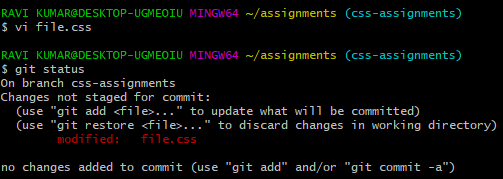 RAVI KUMAR@DESKTOP-UGMEOIU MINGW64 ~/assignments (css-assignments)
$ vi file.css
RAVI KUMAR@DESKTOP-UGMEOIU MINGW64 ~/assignments (css-assignments)
$ git status
On branch css-assignments
Changes not staged for commit:
  (use "git add <file>..." to update what will be committed)
  (use "git restore <file>..." to discard changes in working directory)
        modified:   file.css
no changes added to commit (use "git add" and/or "git commit -a")